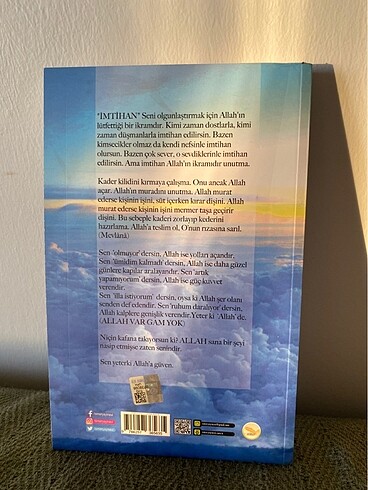 "İMTİHAN" Seni olgunlaştırmak için Allah'ın
lütfettiği bir ikramdır. Kimi zaman dostlarla, kimi
zaman düşmanlarla imtihan edilirsin. Bazen
kimsecikler olmaz da kendi nefsinle imtihan
olursun. Bazen çok sever, o sevdiklerinle imtihan
edilirsin. Ama imtihan Allah'ın ikramıdır unutma.
Kader kilidini kırmaya çalışma. Onu ancak Allah
açar. Allah'ın muradını unutma. Allah murat
ederse kişinin işini, süt içerken kırar dişini. Allah
murat ederse kişinin işini mermer taşa geçirir
dişini. Bu sebeple kaderi zorlayıp kederini
hazırlama. Allah'a teslim ol, O'nun rızasına sarıl.
(Mevlânâ)
Sen 'olmuyor' dersin, Allah ise yolları açandır.
Sen 'ümidim kalmadı' dersin, Allah ise daha güzel
günlere kapılar aralayandır. Sen 'artık
yapamıyorum' dersin, Allah ise güç kuvvet
verendir.
Sen 'illa istiyorum' dersin, oysa ki Allah şer olanı
senden def edendir. Sen 'ruhum daralıyor' dersin,
Allah kalplere genişlik verendir. Yeter ki 'Allah' de.
(ALLAH VAR GAM YOK)
Niçin kafana takıyorsun ki? ALLAH sana bir şeyi
nasip etmişse zaten senindir.
Sen yeterki Allah'a güven.